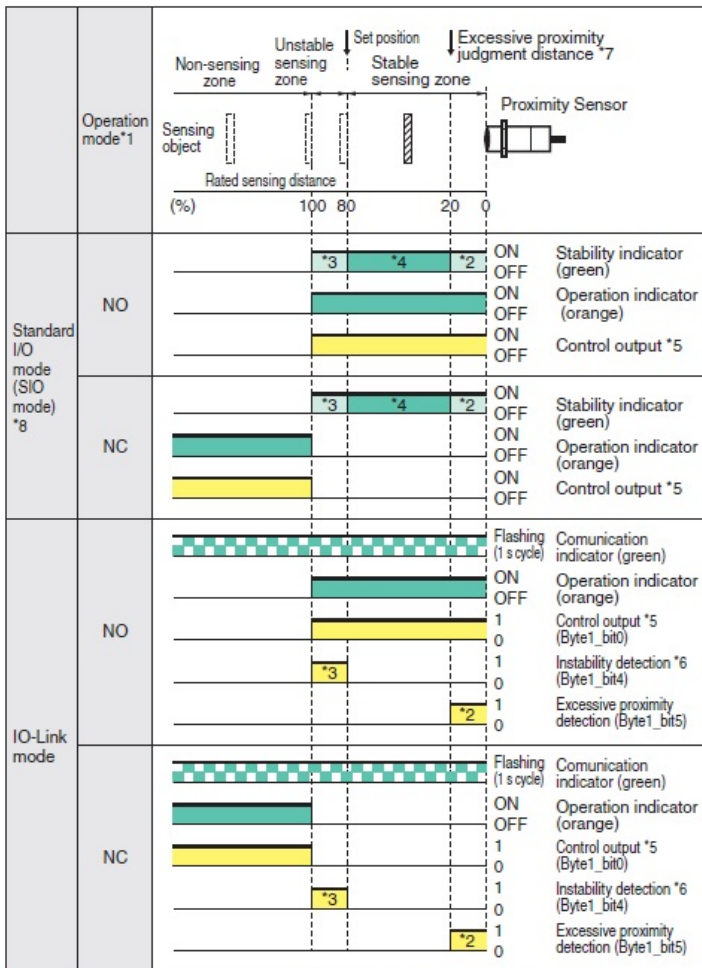 Operation
mode*1
Non-sensing
zone
Unstable
sensing
zone
Set position
Stable
sensing zone
Excessive proximity
judgment distance *7
Proximity Sensor
Sensing
object
Rated sensing distance
(%)
100 80 20 0
Standard
I/O
mode
(SIO
mode)
*8
NO
*3 *4 *2
ON
OFF
Stability indicator
(green)
ON
OFF
Operation indicator
(orange)
ON
OFF
Control output *5
NC
*3 *4 *2
ON
OFF
Stability indicator
(green)
ON
OFF
Operation indicator
(orange)
ON
OFF
Control output *5
IO-Link
mode
NO
Flashing
(1 s cycle)
Comunication
indicator (green)
ON
OFF
Operation indicator
(orange)
1
0
Control output *5
(Byte1_bit0)
*3
1
0
Instability detection *6
(Byte1_bit4)
*2
1
0
Excessive proximity
detection (Byte1_bit5)
NC
Flashing
(1 s cycle)
Comunication
indicator (green)
ON
OFF
Operation indicator
(orange)
1
0
Control output *5
(Byte1_bit0)
*3
1
0
Instability detection *6
(Byte1_bit4)
*2
1
0
Excessive proximity
detection (Byte1_bit5)